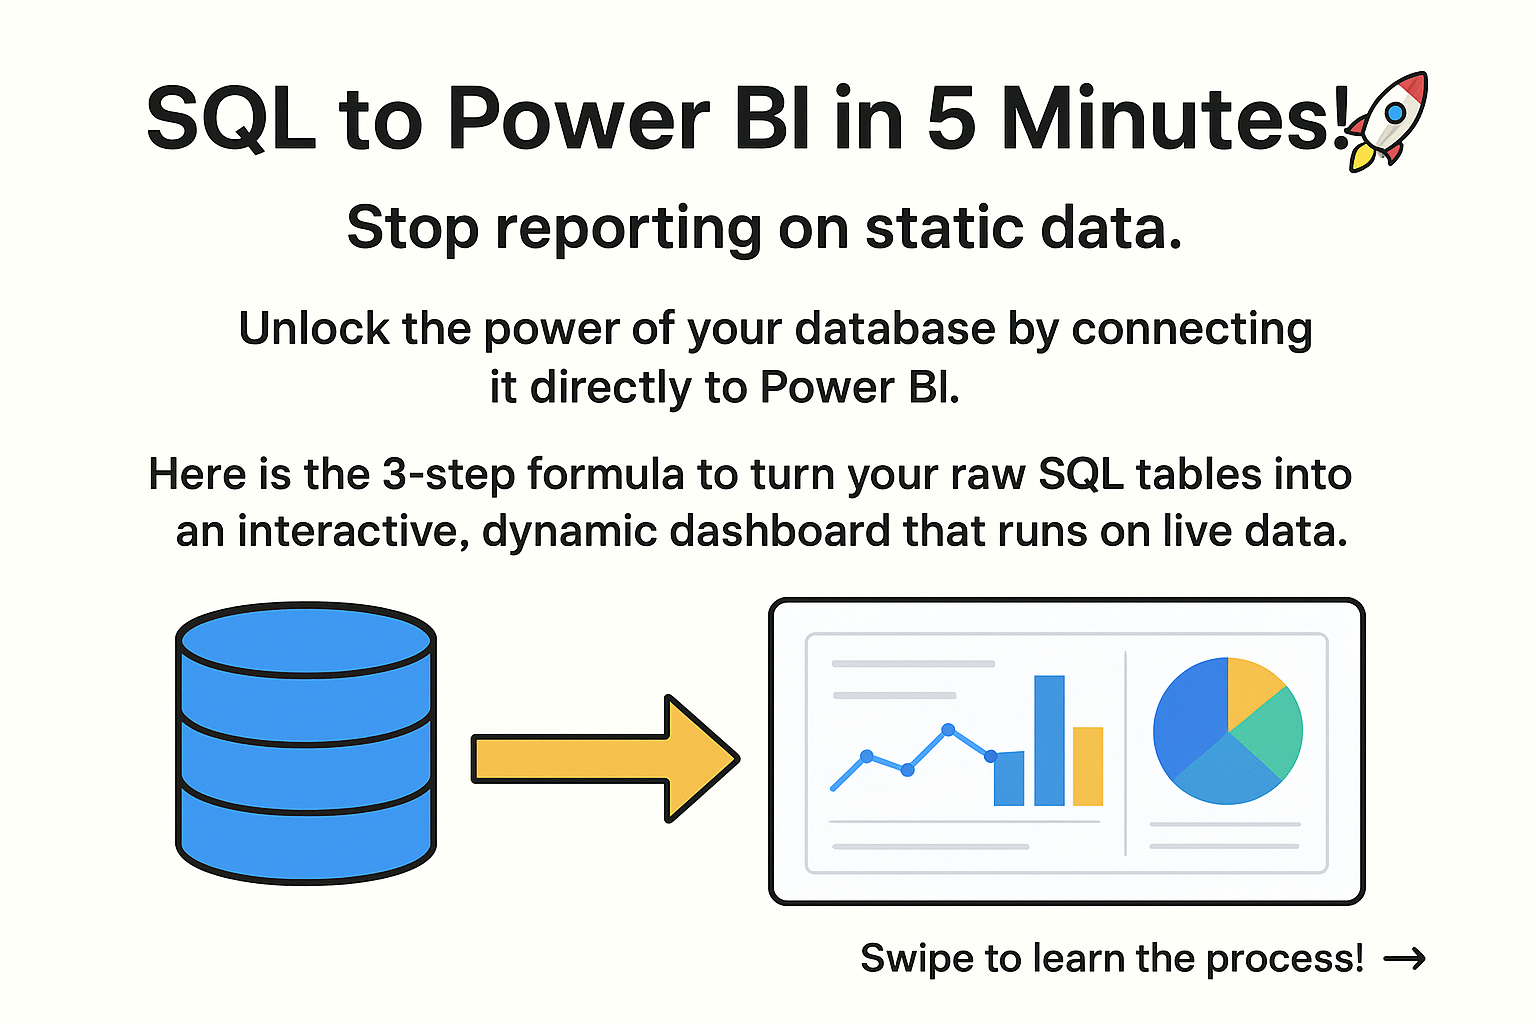 SQL to Power BI in 5 Minutes!🚀
Stop reporting on static data.
Unlock the power of your database by connecting
it directly to Power BI.
Here is the 3-step formula to turn your raw SQL tables into
an interactive, dynamic dashboard that runs on live data.
Swipe to learn the process! →